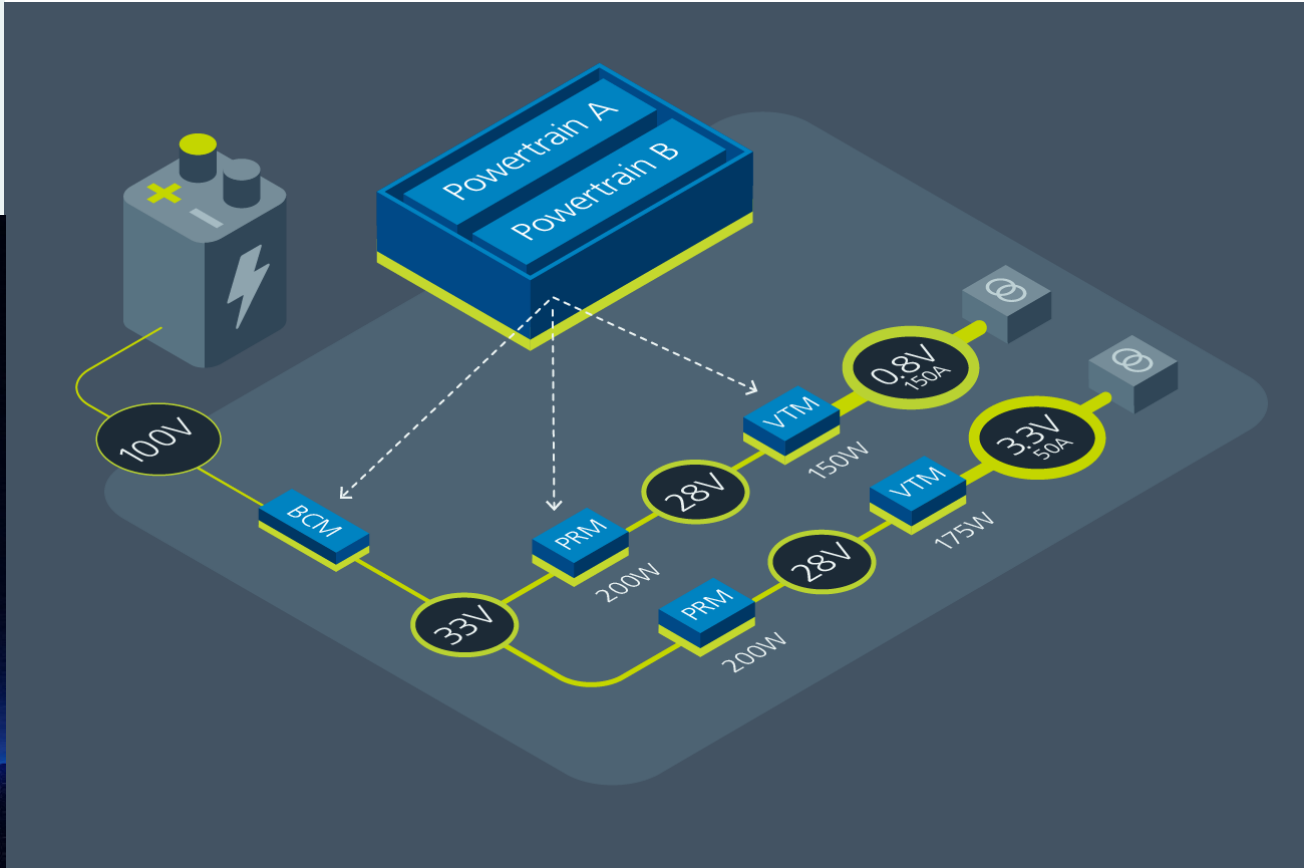 Powertrain A
Powertrain B
100V
BCM
33V
PRM
200W
28V
VTM
150W
0.8V
150A
PRM
200W
28V
VTM
175W
3.3V
50A